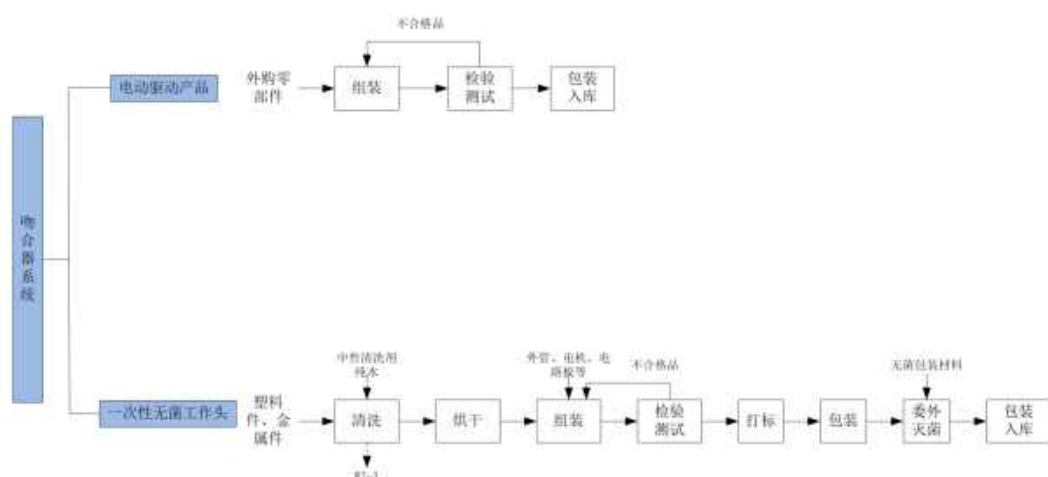 不合格品
电动驱动产品
外购零
部件
组装
检验
测试
包装
入库
吻合器系统
中性清洗剂
纯水
外管、电机、电
路板等
不合格品
无菌包装材料
一次性无菌工作头
塑料
件、金
属件
清洗
烘干
组装
检验
测试
打标
包装
委外
灭菌
包装
入库